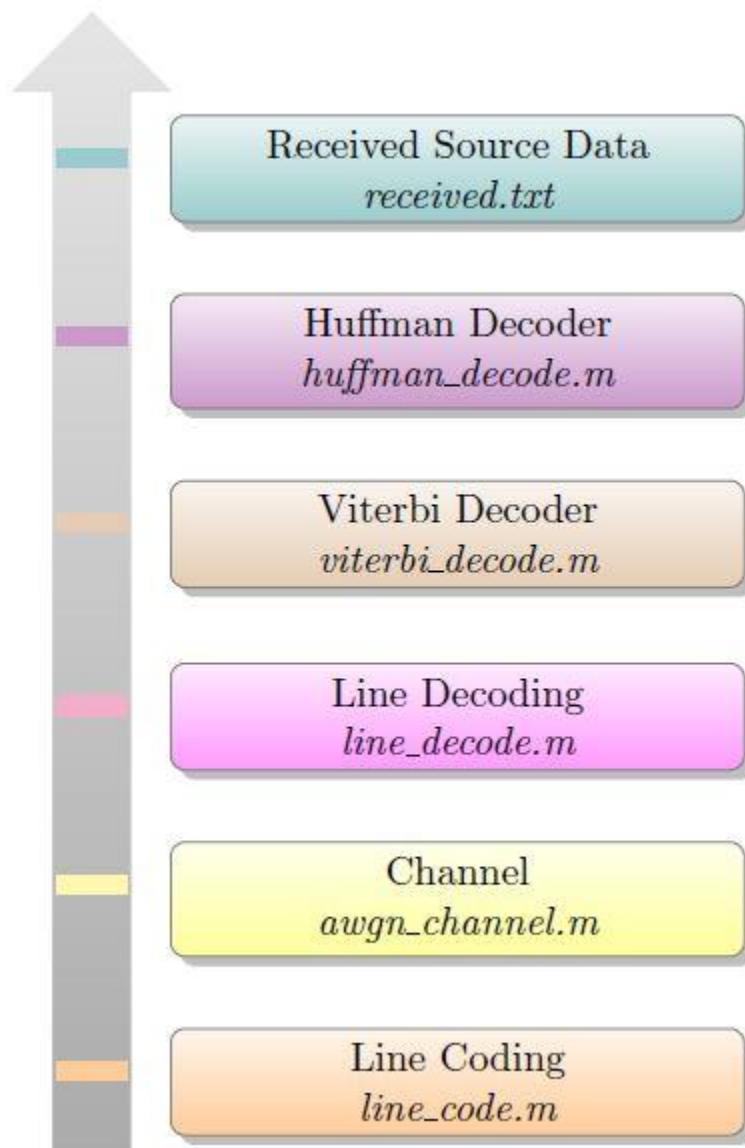 Received Source Data
received.txt
Huffman Decoder
huffman_decode.m
Viterbi Decoder
viterbi_decode.m
Line Decoding
line_decode.m
Channel
awgn_channel.m
Line Coding
line_code.m